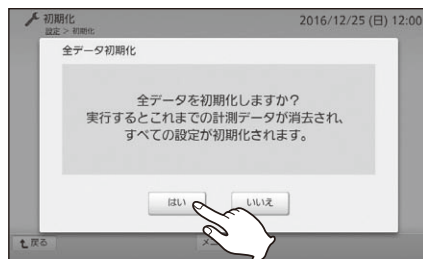 初期化
2016/12/25 (日) 12:00
設定 > 初期化
全データ初期化
全データを初期化しますか?
実行するとこれまでの計測データが消去され、
すべての設定が初期化されます。
はい
いいえ
戻る